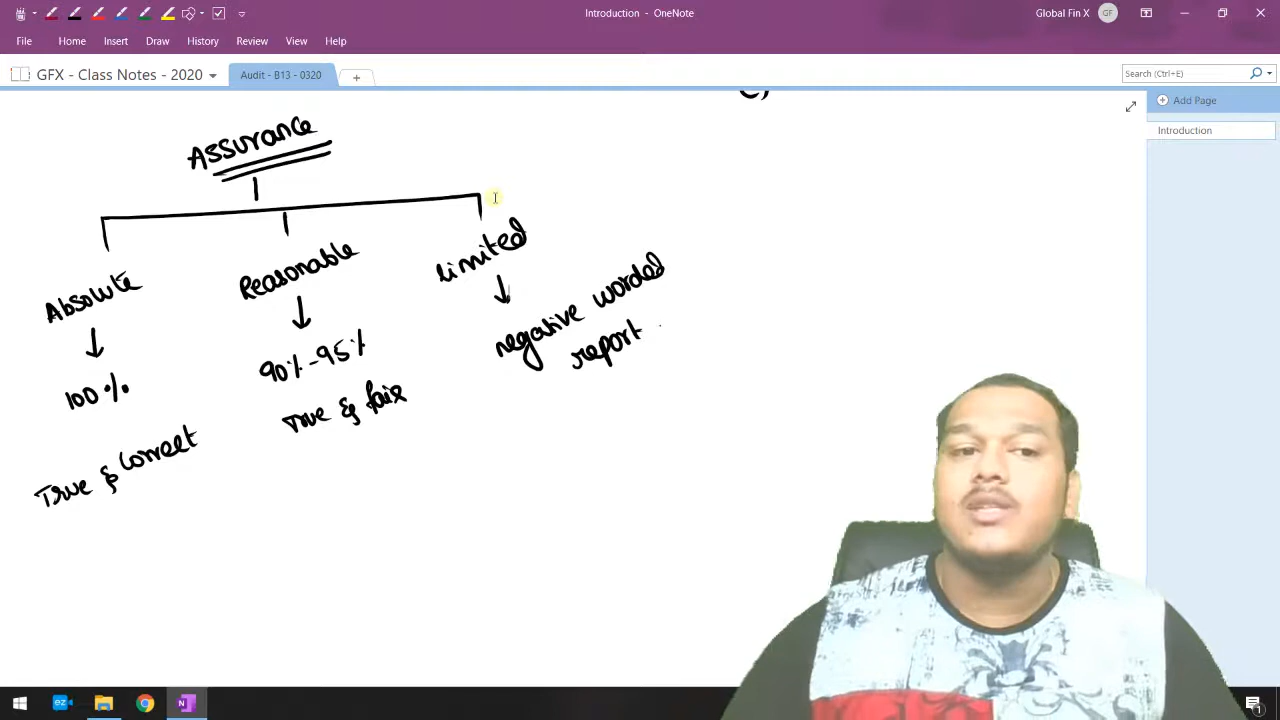 Introduction - OneNote
Global Fin X
GF
File
Home
Insert
Draw
History
Review
View
Help
GFX - Class Notes - 2020
Audit - B13 - 0320
Search (Ctrl+E)
Add Page
Introduction
Assurance
Absolute
Reasonable
limited
100%
90%-95%
negative worded
report
True & Correct
True & fair
ez